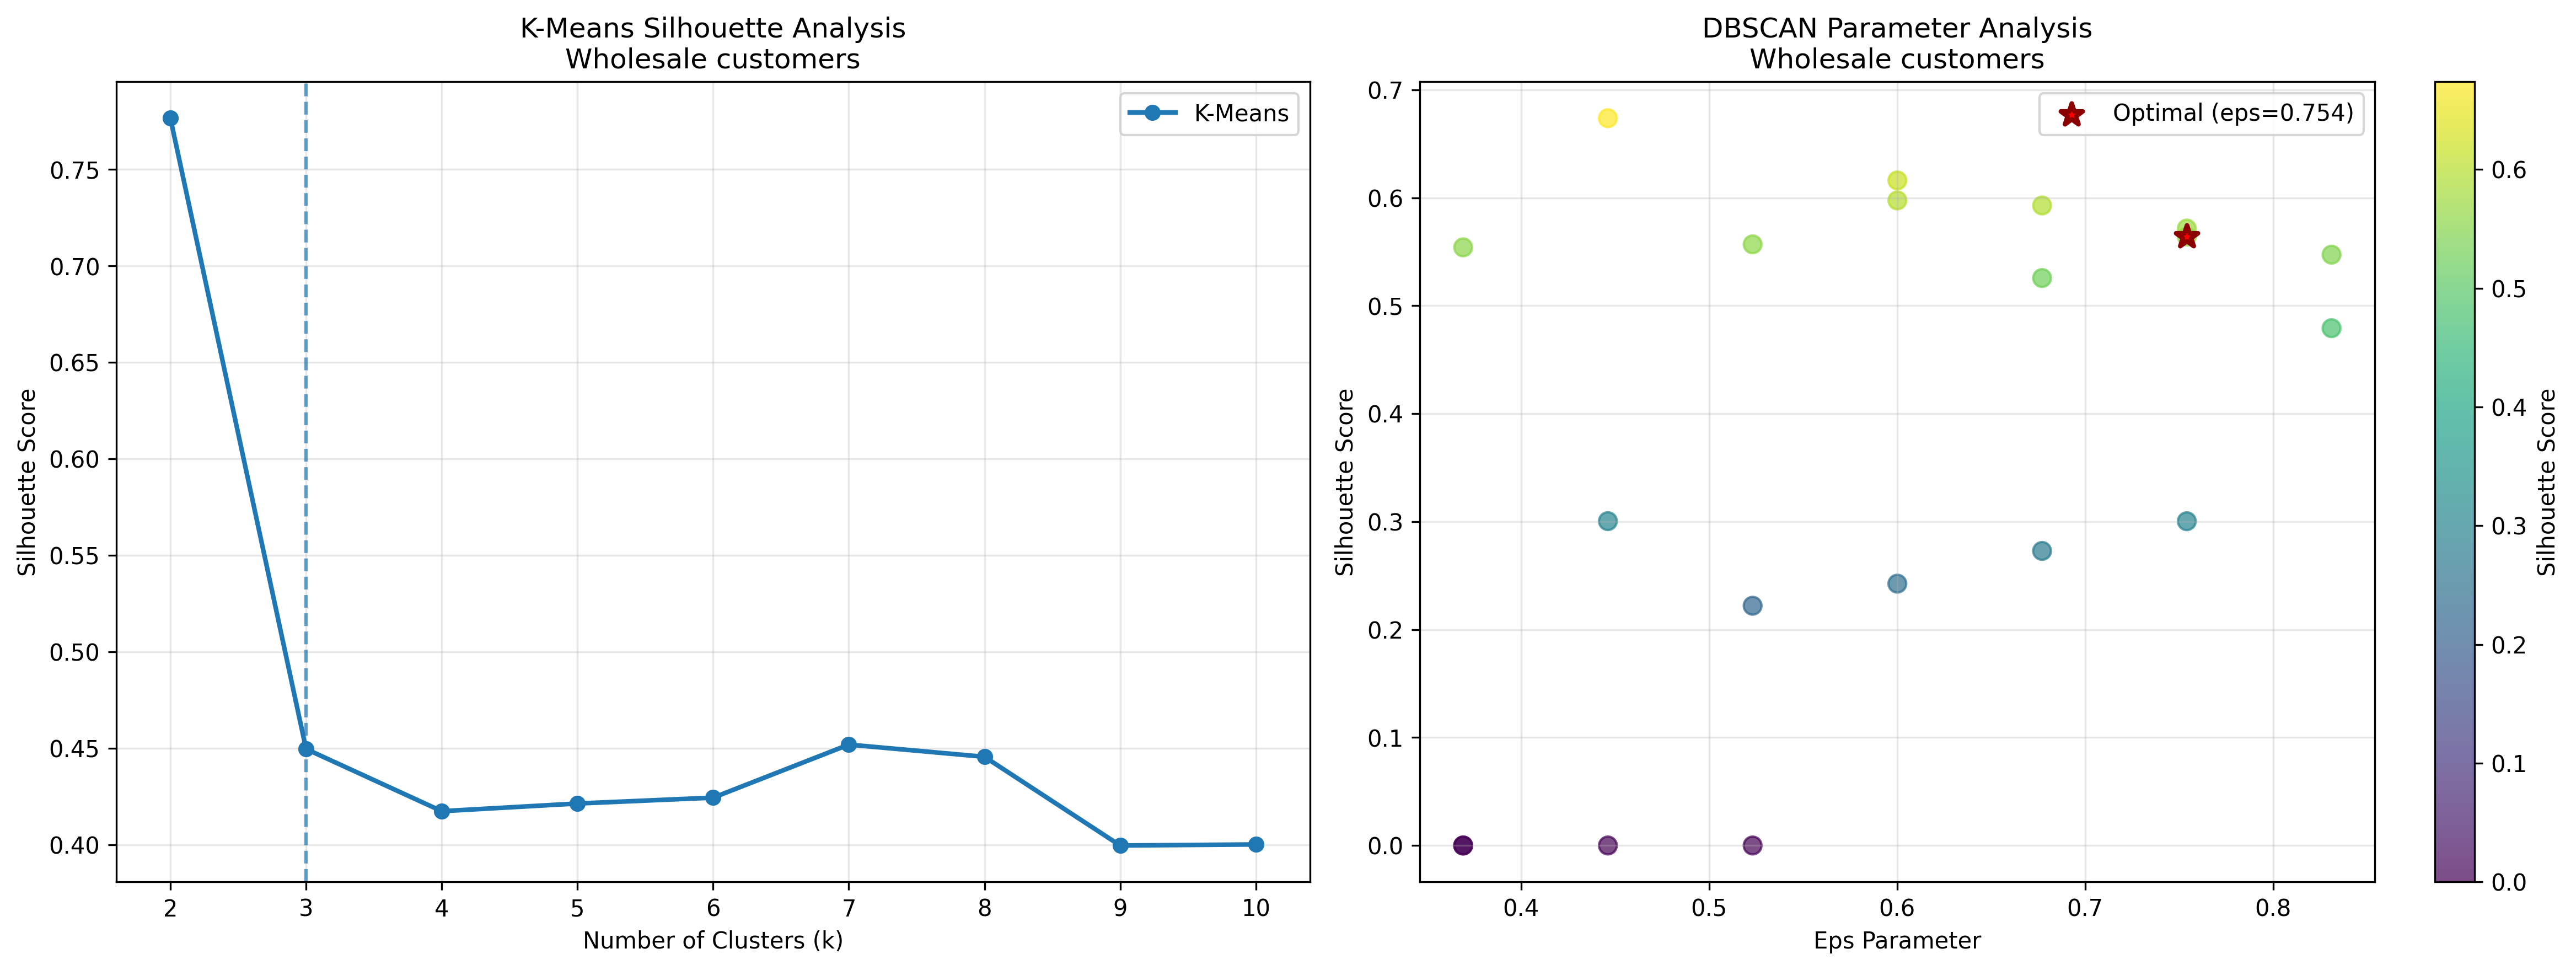 K-Means Silhouette Analysis
Wholesale customers
Silhouette Score
0.75
0.70
0.65
0.60
0.55
0.50
0.45
0.40
K-Means
2 3 4 5 6 7 8 9 10
Number of Clusters (k)
DBSCAN Parameter Analysis
Wholesale customers
Silhouette Score
0.7
0.6
0.5
0.4
0.3
0.2
0.1
0.0
Optimal (eps=0.754)
0.4 0.5 0.6 0.7 0.8
Eps Parameter
0.6
0.5
0.4
0.3
0.2
0.1
0.0
Silhouette Score